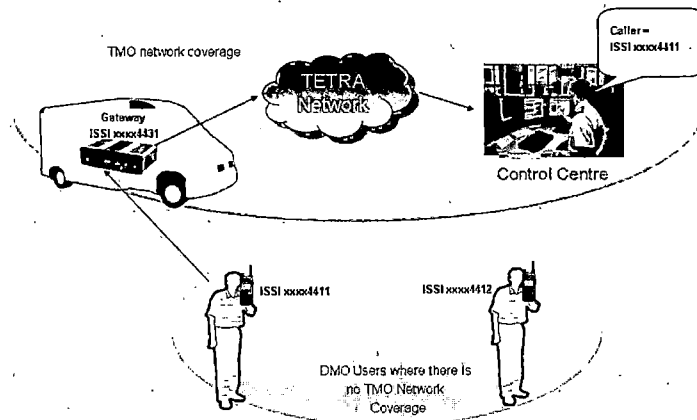 Caller =
ISSI xxxx4411
TMO network coverage
TETRA
Network
Gateway
ISSI xxxx4431
Control Centre
ISSI xxxx4411
ISSI xxxx4412
DMO Users where there is
no TMO Network
Coverage